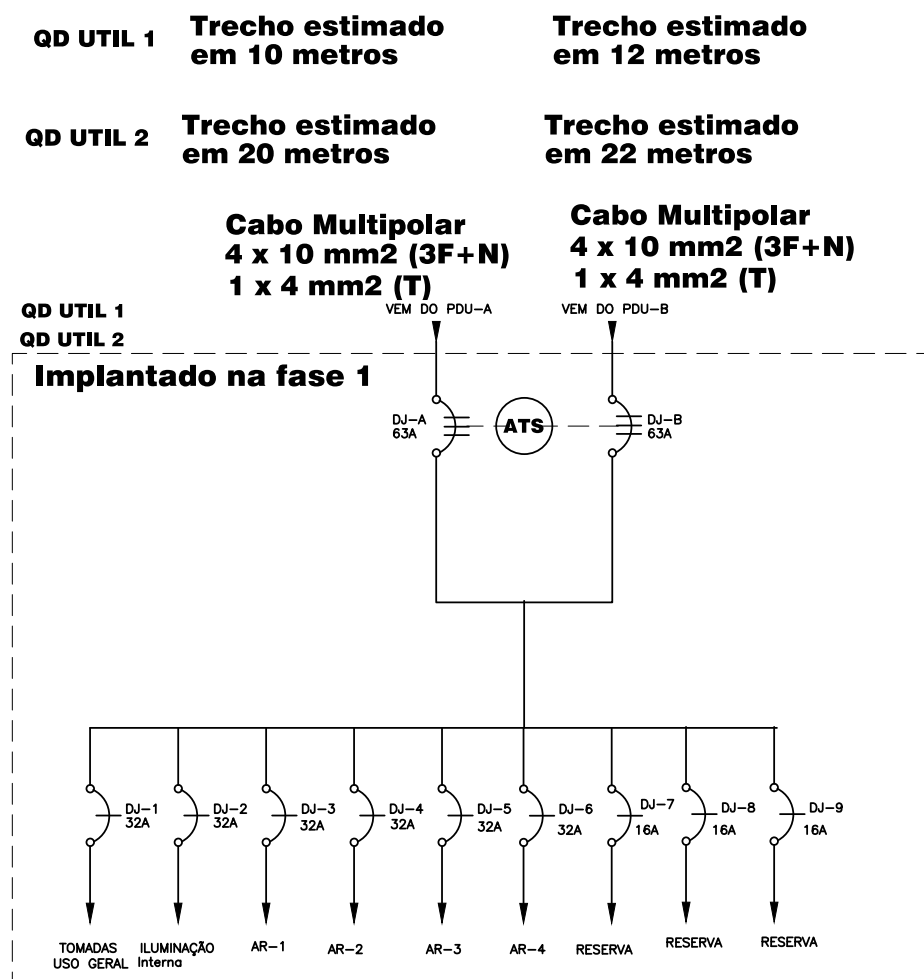 QD UTIL 1
Trecho estimado
em 10 metros
Trecho estimado
em 12 metros
QD UTIL 2
Trecho estimado
em 20 metros
Trecho estimado
em 22 metros
Cabo Multipolar
4 x 10 mm2 (3F+N)
1 x 4 mm2 (T)
Cabo Multipolar
4 x 10 mm2 (3F+N)
1 x 4 mm2 (T)
QD UTIL 1
QD UTIL 2
VEM DO PDU-A
VEM DO PDU-B
Implantado na fase 1
DJ-A
63A
ATS
DJ-B
63A
DJ-1
32A
DJ-2
32A
DJ-3
32A
DJ-4
32A
DJ-5
32A
DJ-6
32A
DJ-7
16A
DJ-8
16A
DJ-9
16A
TOMADAS
USO GERAL
ILUMINAÇÃO
Interna
AR-1
AR-2
AR-3
AR-4
RESERVA
RESERVA
RESERVA